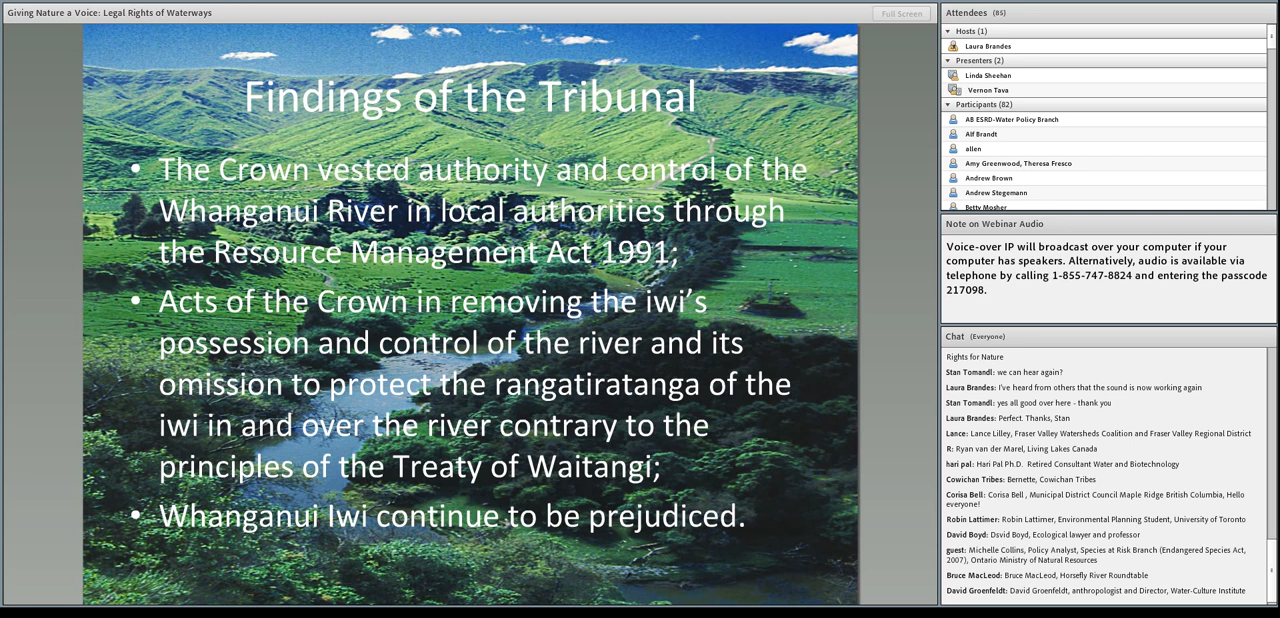 Giving Nature a Voice: Legal Rights of Waterways
Full Screen
Findings of the Tribunal
• The Crown vested authority and control of the
Whanganui River in local authorities through
the Resource Management Act 1991;
• Acts of the Crown in removing the iwi's
possession and control of the river and its
omission to protect the rangatiratanga of the
iwi in and over the river contrary to the
principles of the Treaty of Waitangi;
• Whanganui Iwi continue to be prejudiced.
Attendees (85)
Hosts (1)
Laura Brandes
Presenters (2)
Linda Sheehan
Vernon Tava
Participants (82)
AB ESRD-Water Policy Branch
Alf Brandt
allen
Amy Greenwood, Theresa Fresco
Andrew Brown
Andrew Stegemann
Betty Mosher
Note on Webinar Audio
Voice-over IP will broadcast over your computer if your
computer has speakers. Alternatively, audio is available via
telephone by calling 1-855-747-8824 and entering the passcode
217098.
Chat (Everyone)
Rights for Nature
Stan Tomandl: we can hear again?
Laura Brandes: I've heard from others that the sound is now working again
Stan Tomandl: yes all good over here - thank you
Laura Brandes: Perfect. Thanks, Stan
Lance: Lance Lilley, Fraser Valley Watersheds Coalition and Fraser Valley Regional District
R: Ryan van der Marel, Living Lakes Canada
hari pal: Hari Pal Ph.D. Retired Consultant Water and Biotechnology
Cowichan Tribes: Bernette, Cowichan Tribes
Corisa Bell: Corisa Bell , Municipal District Council Maple Ridge British Columbia, Hello
everyone!
Robin Lattimer: Robin Lattimer, Environmental Planning Student, University of Toronto
David Boyd: Dsvid Boyd, Ecological lawyer and professor
guest: Michelle Collins, Policy Analyst, Species at Risk Branch (Endangered Species Act,
2007), Ontario Ministry of Natural Resources
Bruce MacLeod: Bruce MacLeod, Horsefly River Roundtable
David Groenfeldt: David Groenfeldt, anthropologist and Director, Water-Culture Institute